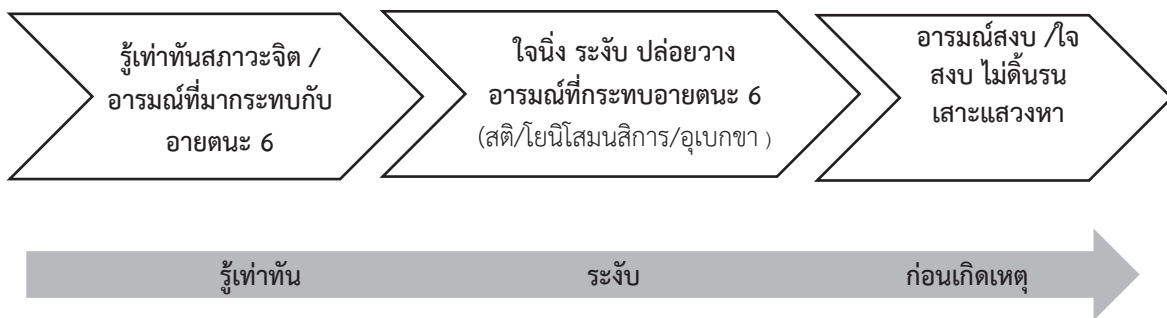 รู้เท่าทันสภาวะจิต /
อารมณ์ที่มากระทบกับ
อายตนะ 6
ใจนิ่ง ระงับ ปล่อยวาง
อารมณ์ที่กระทบอายตนะ 6
(สติ/โยนิโสมนสิการ/อุเบกขา )
อารมณ์สงบ /ใจ
สงบ ไม่ดิ้นรน
เสาะแสวงหา
รู้เท่าทัน
ระงับ
ก่อนเกิดเหตุ